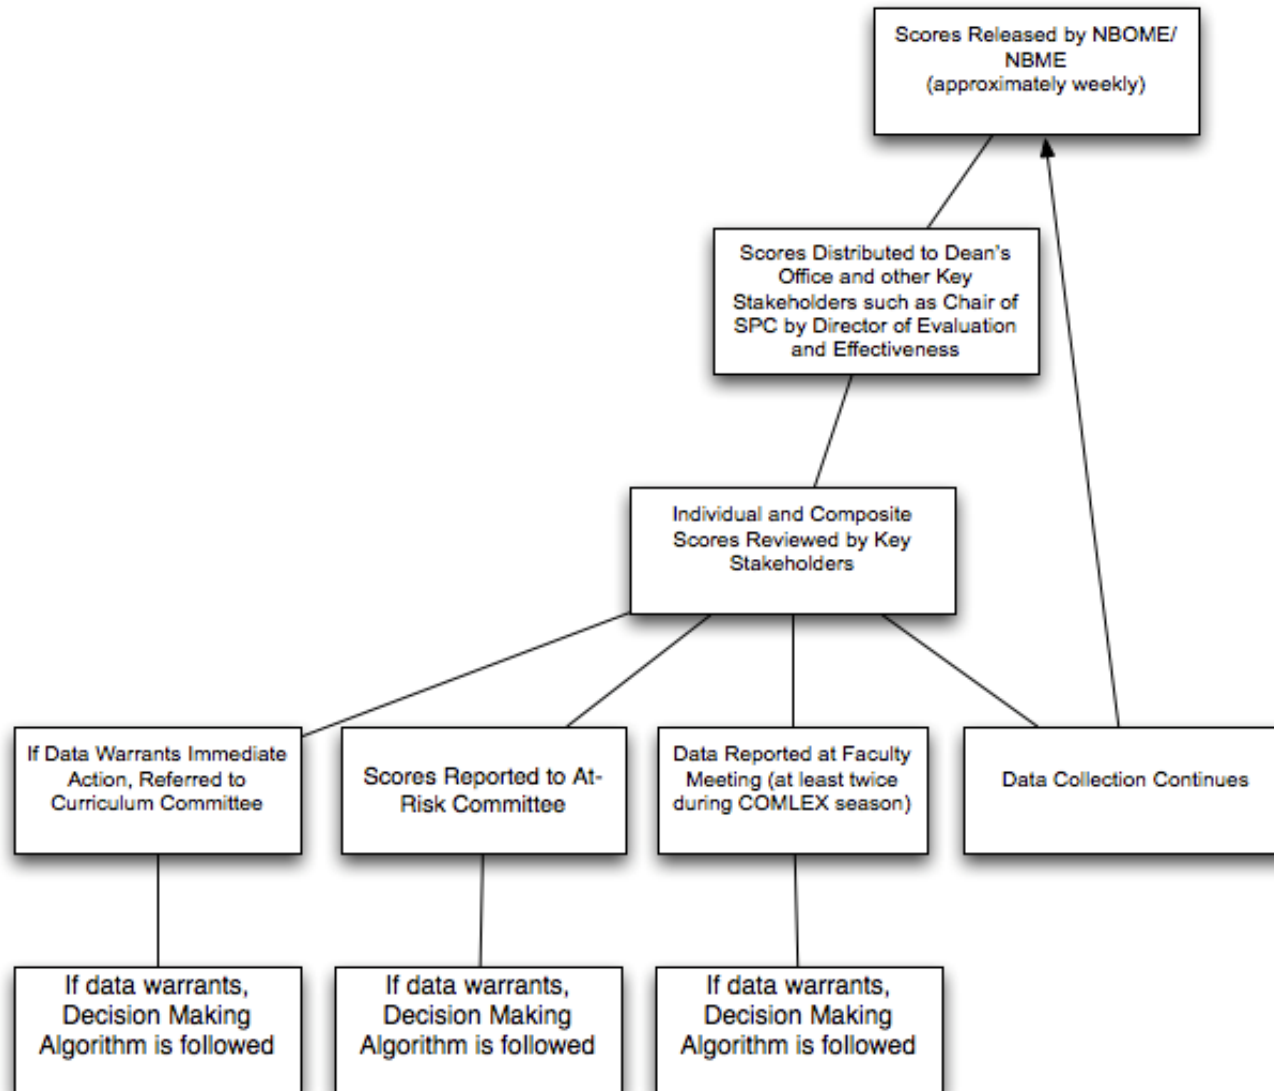 Scores Released by NBOME/
NBME
(approximately weekly)
Scores Distributed to Dean's
Office and other Key
Stakeholders such as Chair of
SPC by Director of Evaluation
and Effectiveness
Individual and Composite
Scores Reviewed by Key
Stakeholders
If Data Warrants Immediate
Action, Referred to
Curriculum Committee
Scores Reported to At-
Risk Committee
Data Reported at Faculty
Meeting (at least twice
during COMLEX season)
Data Collection Continues
If data warrants,
Decision Making
Algorithm is followed
If data warrants,
Decision Making
Algorithm is followed
If data warrants,
Decision Making
Algorithm is followed